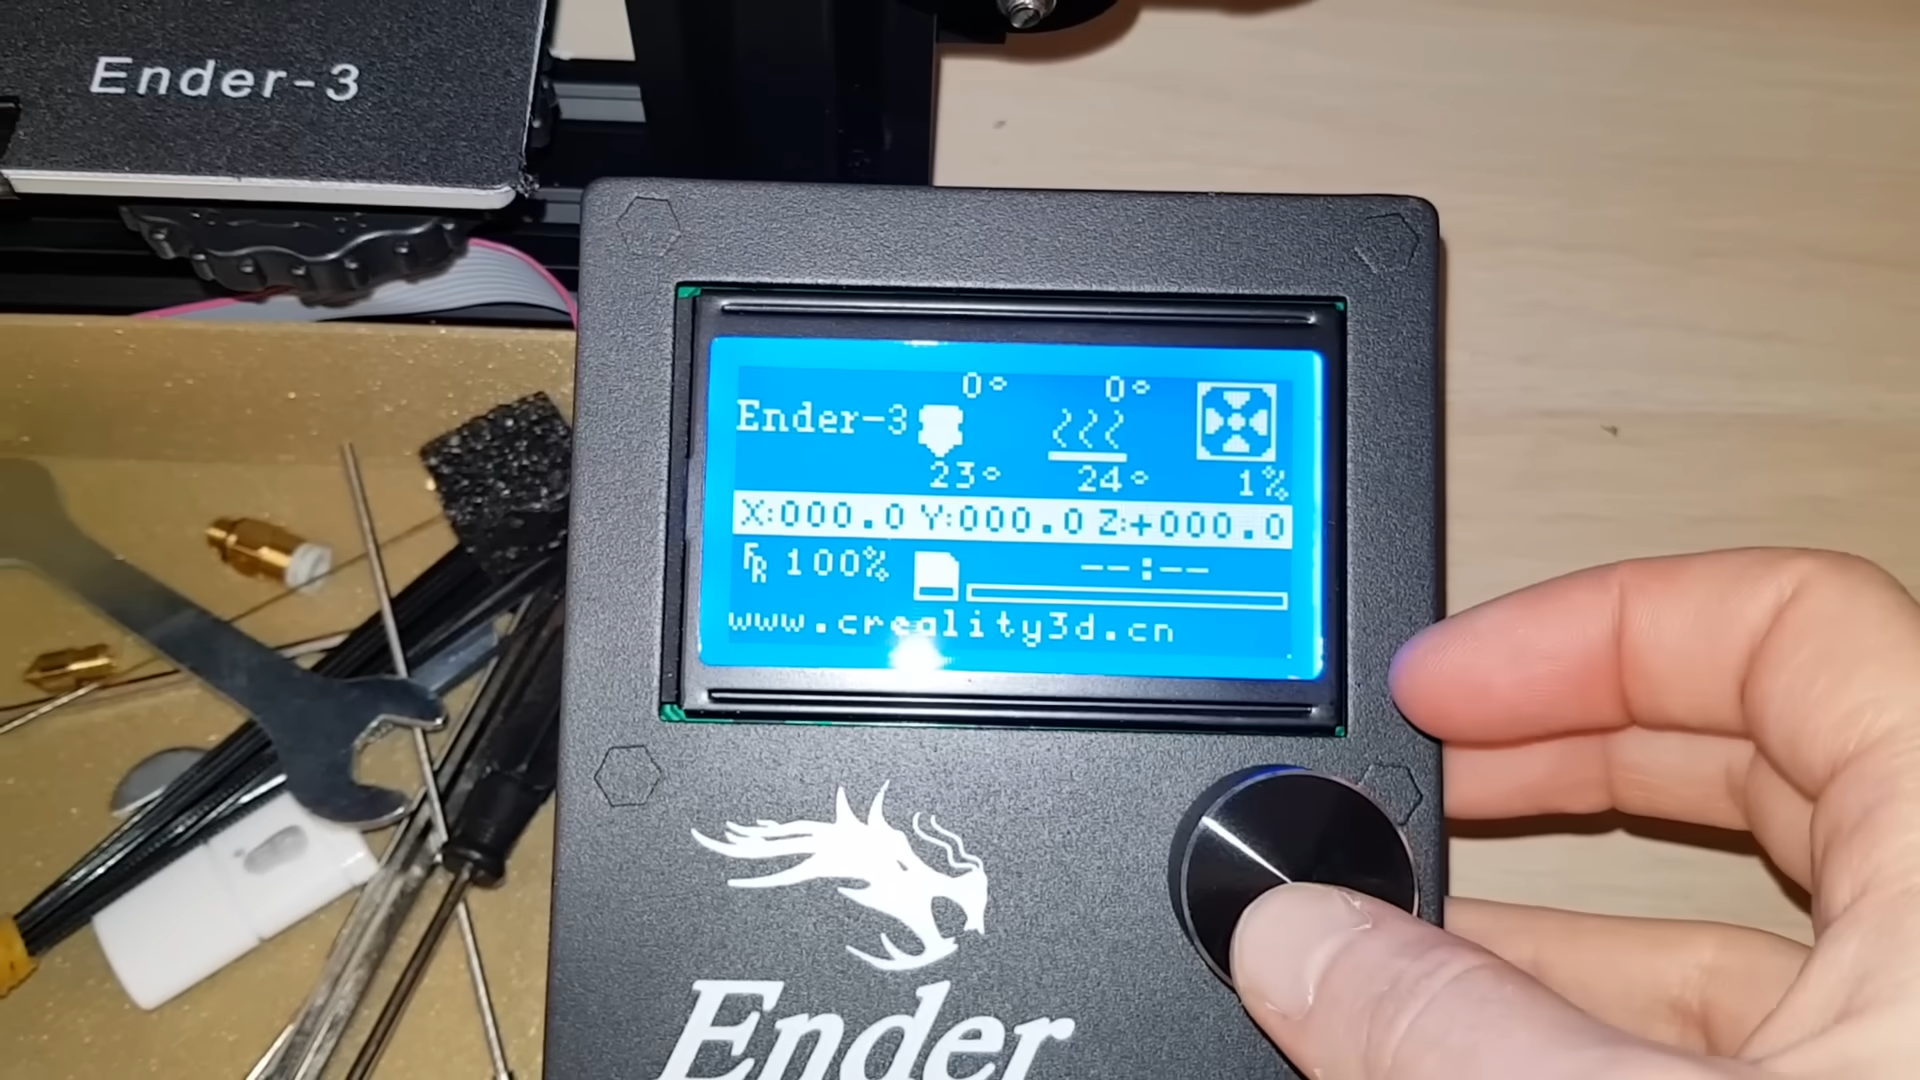 Ender-3
0° 0°
Ender-3
23° 24° 1%
X:000.0 Y:000.0 Z:+000.0
FR 100% --:--
www.creality3d.cn
Ender